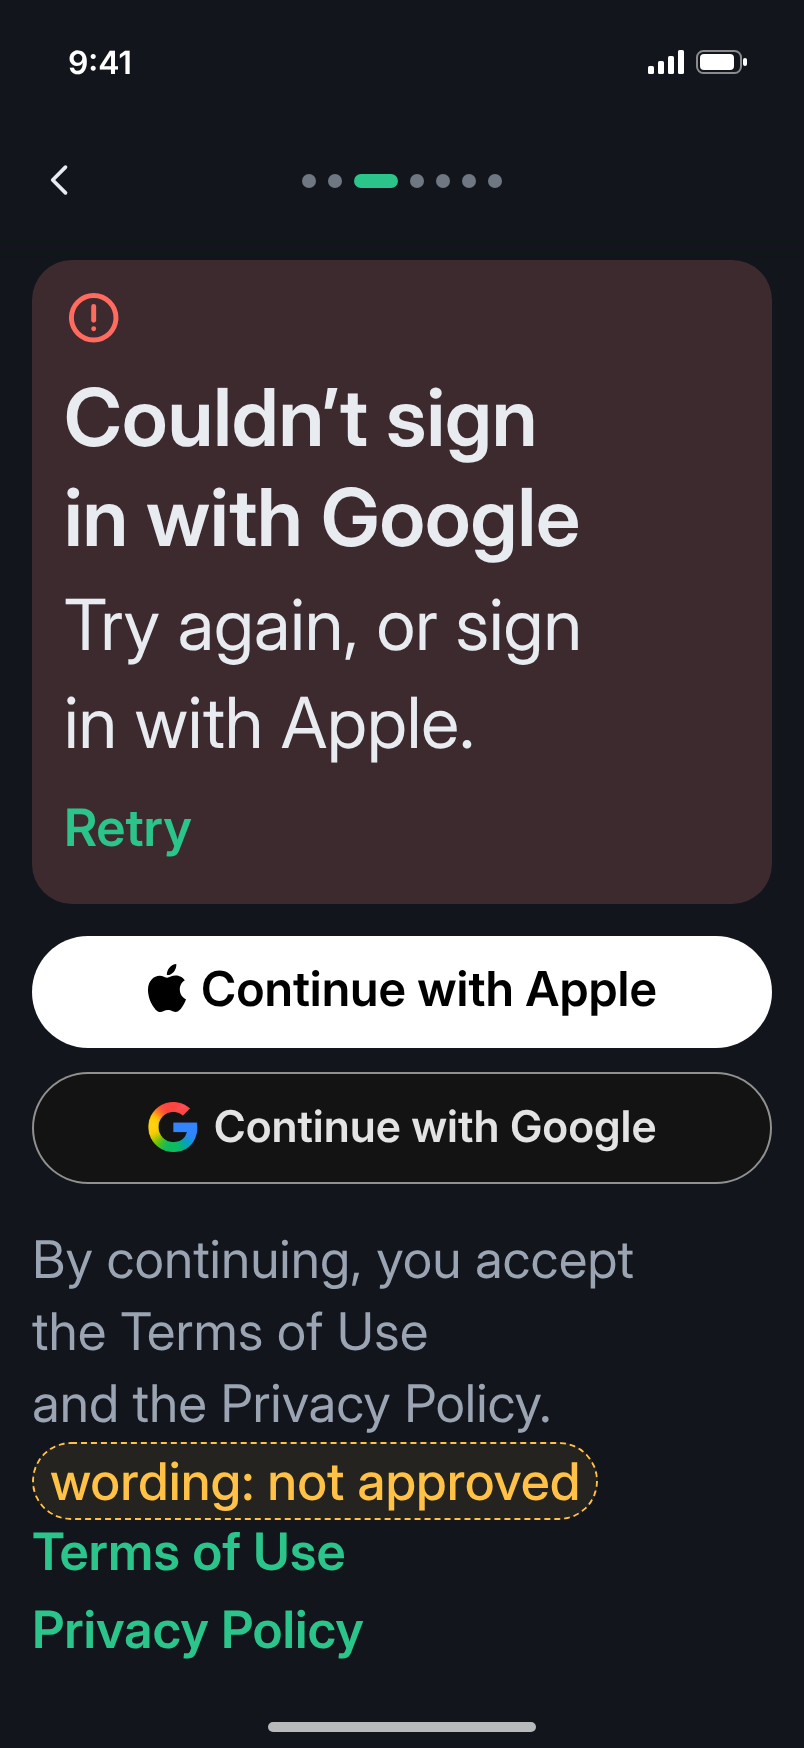 9:41
Couldn’t sign
in with Google
Try again, or sign
in with Apple.
Retry
Continue with Apple
Continue with Google
By continuing, you accept
the Terms of Use
and the Privacy Policy.
wording: not approved
Terms of Use
Privacy Policy